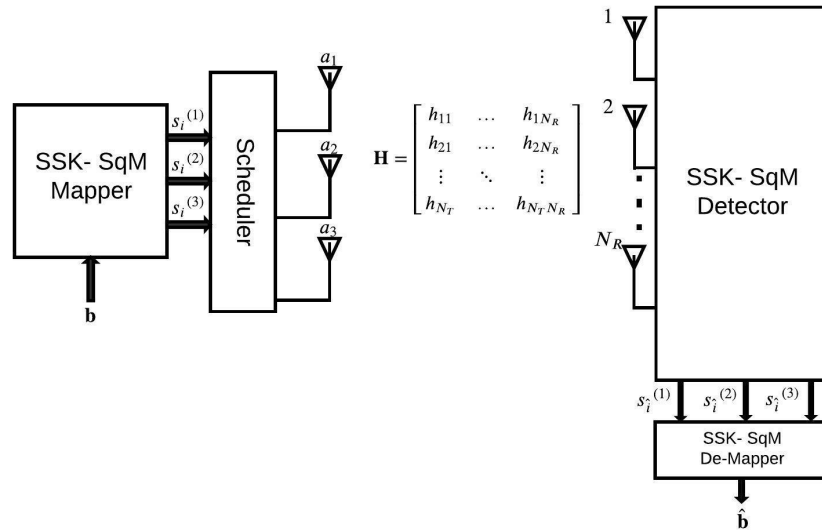 SSK- SqM
Mapper
b
s_i^(1)
s_i^(2)
s_i^(3)
Scheduler
a_1
a_2
a_3
H = [ h_11 … h_1N_R
h_21 … h_2N_R
⋮ ⋱ ⋮
h_N_T … h_N_T N_R ]
1
2
N_R
SSK- SqM
Detector
s_î^(1) s_î^(2) s_î^(3)
SSK- SqM
De-Mapper
b̂